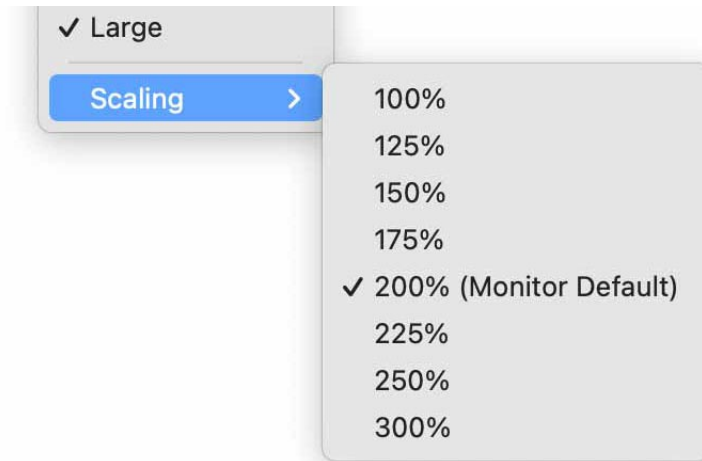 ✓ Large
Scaling >
100%
125%
150%
175%
✓ 200% (Monitor Default)
225%
250%
300%